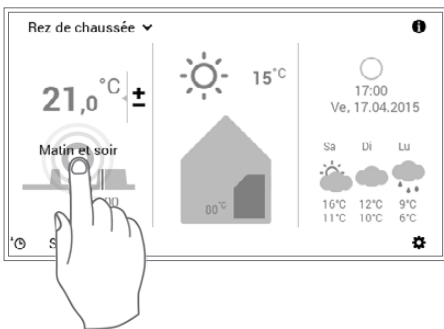 Rez de chaussée
21,0 °C ±
Matin et soir
15°C
00°C
17:00
Ve, 17.04.2015
Sa Di Lu
16°C 12°C 9°C
11°C 10°C 6°C